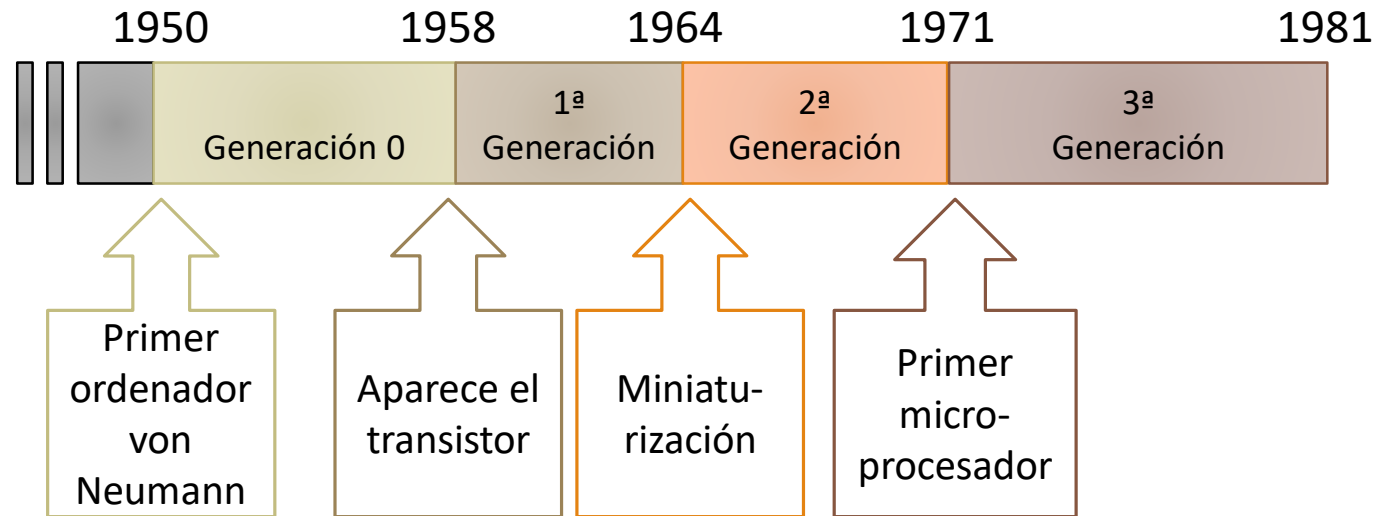 1950 1958 1964 1971 1981
Generación 0
1ª
Generación
2ª
Generación
3ª
Generación
Primer
ordenador
von
Neumann
Aparece el
transistor
Miniatu-
rización
Primer
micro-
procesador